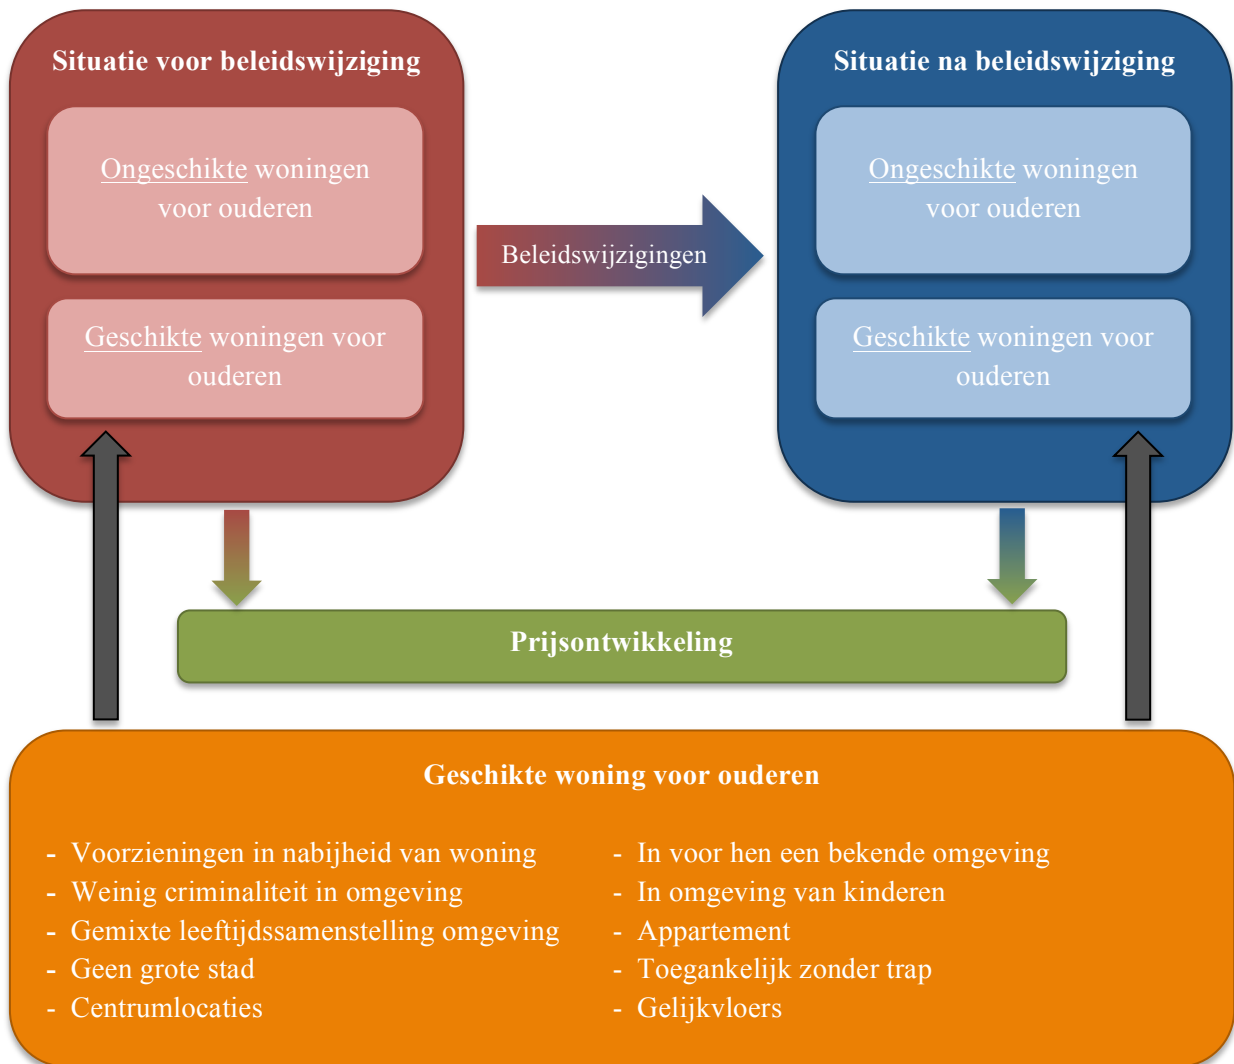 Situatie voor beleidswijziging
Ongeschikte woningen
voor ouderen
Geschikte woningen voor
ouderen
Beleidswijzigingen
Situatie na beleidswijziging
Ongeschikte woningen
voor ouderen
Geschikte woningen voor
ouderen
Prijsontwikkeling
Geschikte woning voor ouderen
- Voorzieningen in nabijheid van woning
- Weinig criminaliteit in omgeving
- Gemixte leeftijdssamenstelling omgeving
- Geen grote stad
- Centrumlocaties
- In voor hen een bekende omgeving
- In omgeving van kinderen
- Appartement
- Toegankelijk zonder trap
- Gelijkvloers